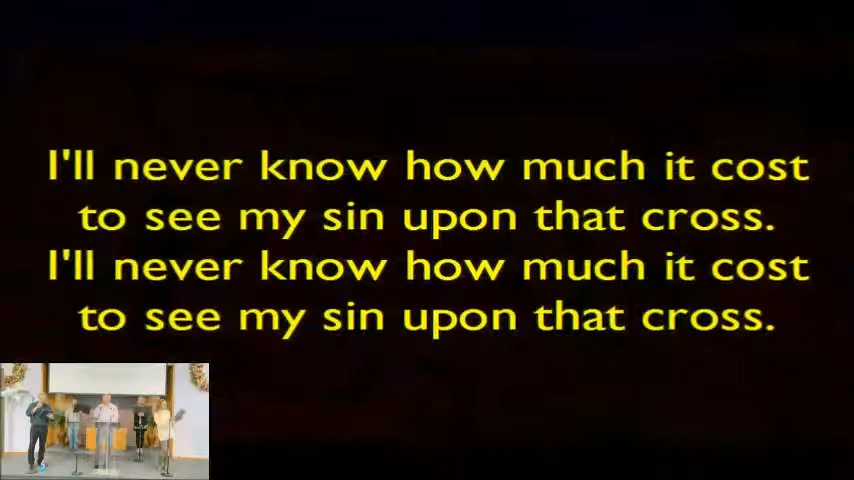 I'll never know how much it cost
to see my sin upon that cross.
I'll never know how much it cost
to see my sin upon that cross.